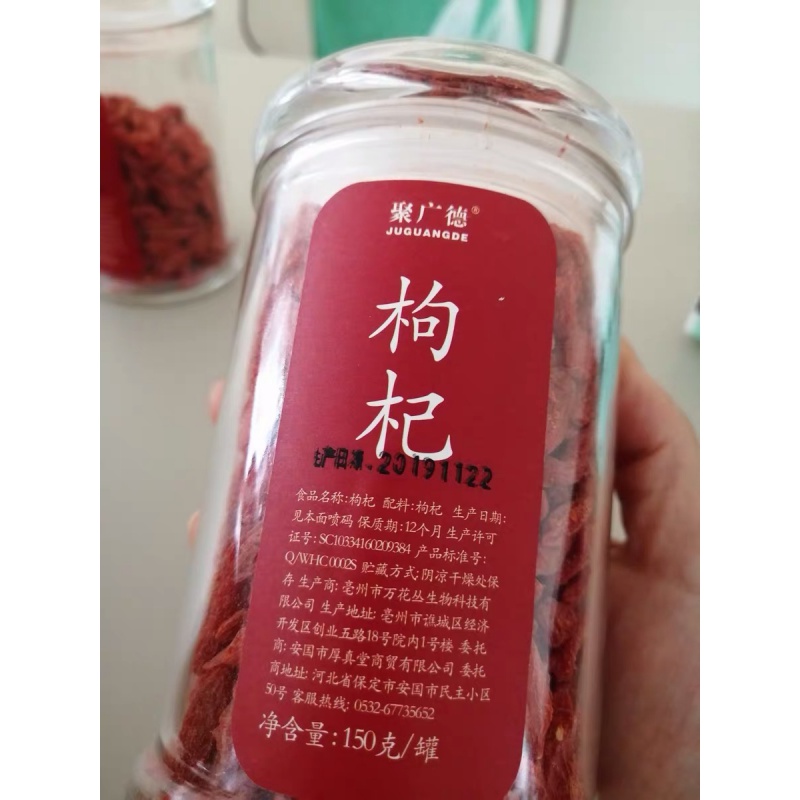 聚广德®
JUGUANGDE
枸
杞
生产日期:20191122
食品名称:枸杞 配料:枸杞 生产日期:
见本面喷码 保质期:12个月 生产许可
证号:SC10334160209384 产品标准号:
Q/WHC 0002S 贮藏方式:阴凉干燥处保
存 生产商:亳州市万花丛生物科技有
限公司 生产地址:亳州市谯城区经济
开发区创业五路18号院内1号楼 委托
商:安国市厚真堂商贸有限公司 委托
商地址:河北省保定市安国市民主小区
50号 客服热线:0532-67735652
净含量:150克/罐